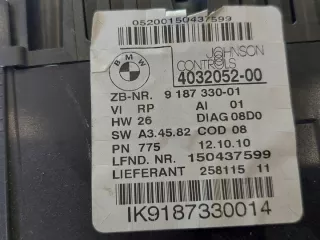 05200150437599
BMW
JOHNSON
CONTROLS
4032052-00
ZB-NR. 9 187 330-01
VI RP AI 01
HW 26 DIAG 08D0
SW A3.45.82 COD 08
PN 775 12.10.10
LFND. NR. 150437599
LIEFERANT 258115 11
IK9187330014